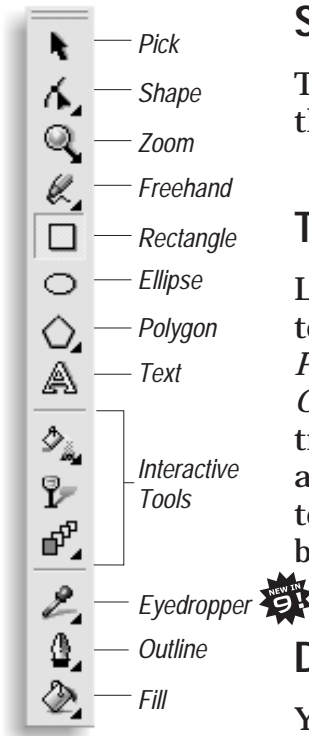 Pick
Shape
Zoom
Freehand
Rectangle
Ellipse
Polygon
Text
Interactive
Tools
Eyedropper
NEW IN
9!
Outline
Fill